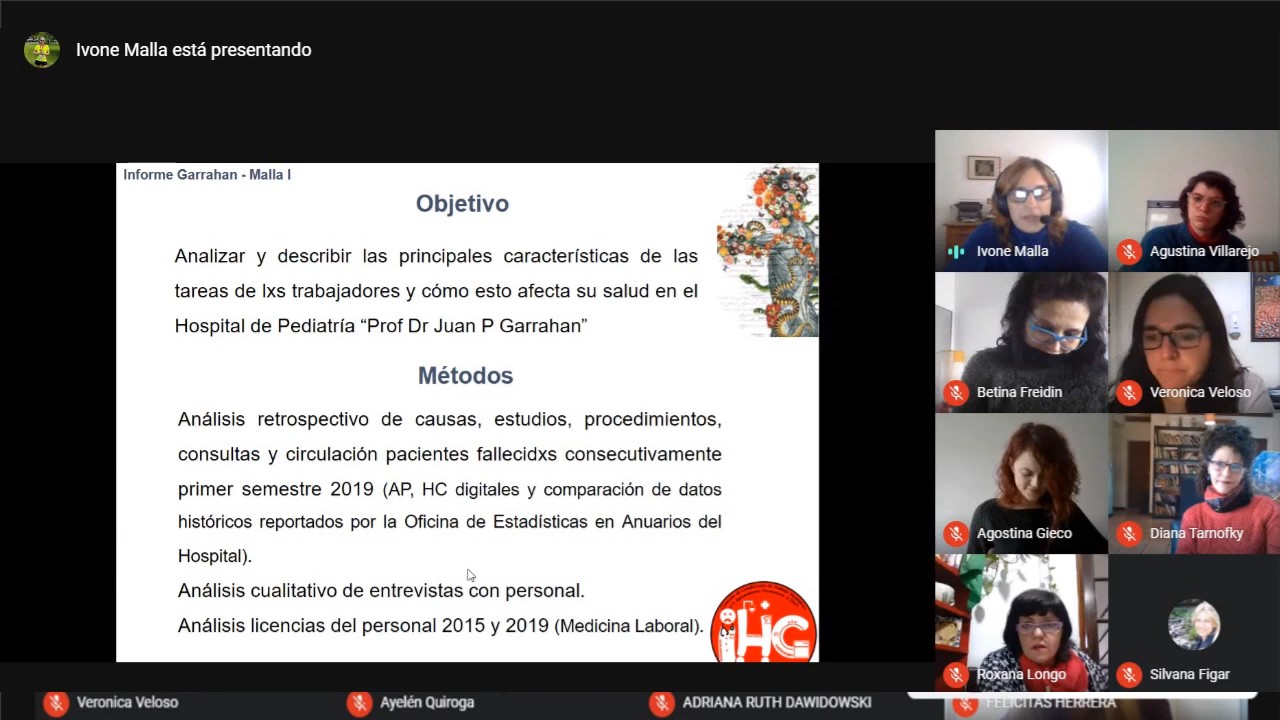 Ivone Malla está presentando
Informe Garrahan - Malla I
Objetivo
Analizar y describir las principales características de las
tareas de lxs trabajadores y cómo esto afecta su salud en el
Hospital de Pediatría “Prof Dr Juan P Garrahan”
Métodos
Análisis retrospectivo de causas, estudios, procedimientos,
consultas y circulación pacientes fallecidxs consecutivamente
primer semestre 2019 (AP, HC digitales y comparación de datos
históricos reportados por la Oficina de Estadísticas en Anuarios del
Hospital).
Análisis cualitativo de entrevistas con personal.
Análisis licencias del personal 2015 y 2019 (Medicina Laboral).
iHG
Ivone Malla
Agustina Villarejo
Betina Freidin
Veronica Veloso
Agostina Gieco
Diana Tarnofky
Roxana Longo
Silvana Figar
Veronica Veloso
Ayelén Quiroga
ADRIANA RUTH DAWIDOWSKI
FELICITAS HERRERA